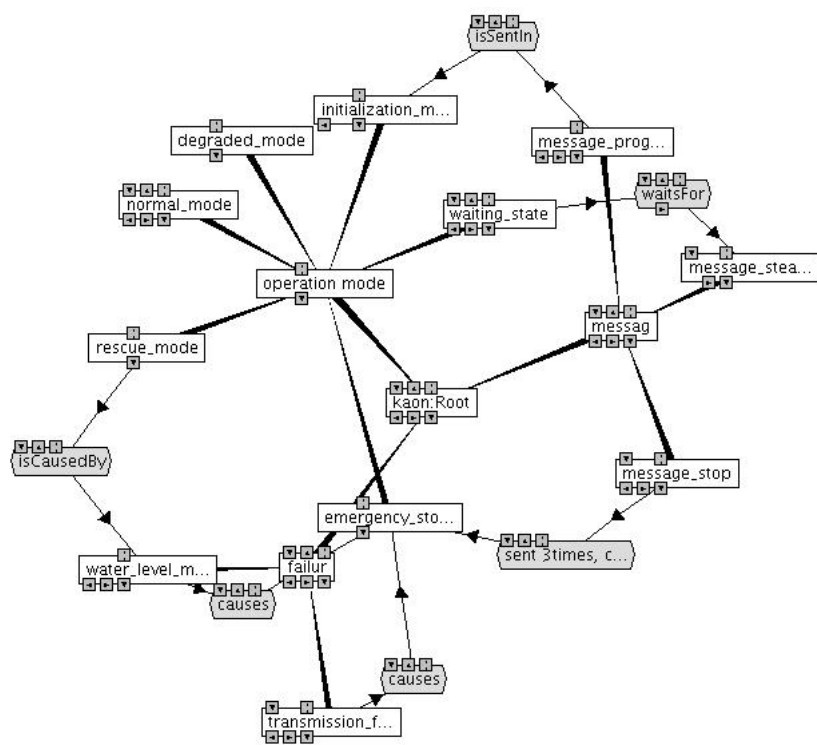 isSentIn
initialization_m...
degraded_mode
message_prog...
normal_mode
waiting_state
waitsFor
message_stea...
operation mode
messag
rescue_mode
kaon:Root
isCausedBy
message_stop
emergency_sto...
sent 3times, c...
water_level_m...
failur
causes
causes
transmission_f...